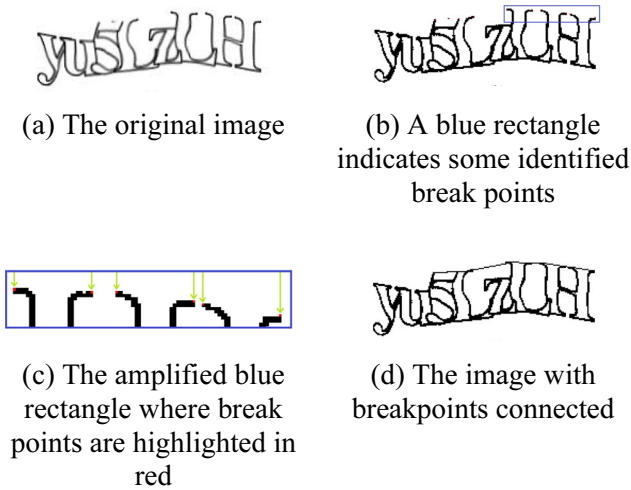 (a) The original image
(b) A blue rectangle
indicates some identified
break points
(c) The amplified blue
rectangle where break
points are highlighted in
red
(d) The image with
breakpoints connected